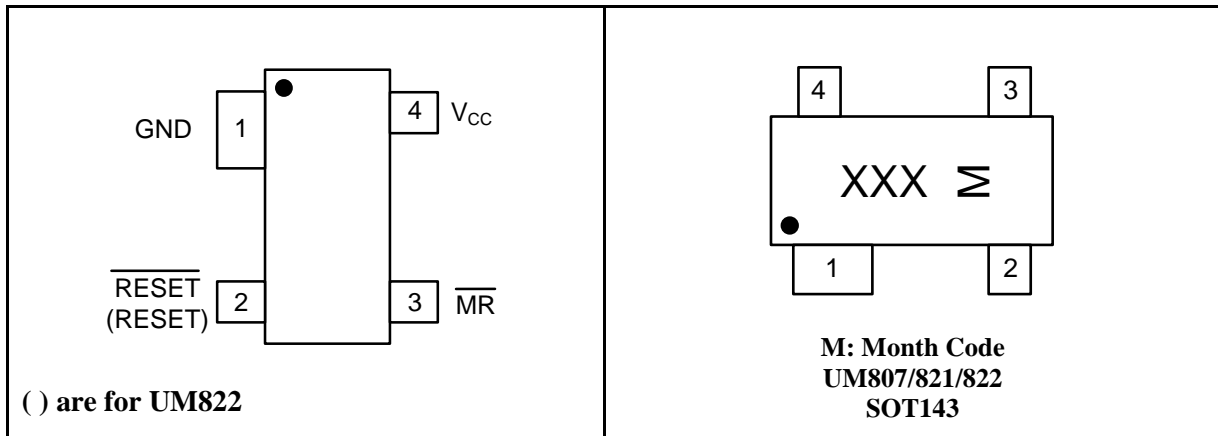 GND
1
4
V_CC
RESET
(RESET)
2
3
MR
( ) are for UM822
4
3
XXX M
1
2
M: Month Code
UM807/821/822
SOT143